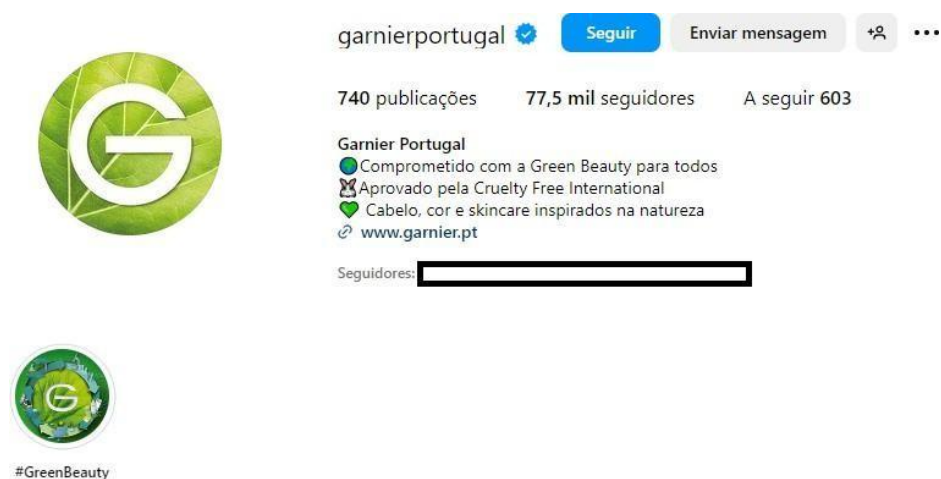 G
garnierportugal
Seguir
Enviar mensagem
740 publicações
77,5 mil seguidores
A seguir 603
Garnier Portugal
🌍Comprometido com a Green Beauty para todos
🐰Aprovado pela Cruelty Free International
💚 Cabelo, cor e skincare inspirados na natureza
www.garnier.pt
Seguidores:
G
#GreenBeauty